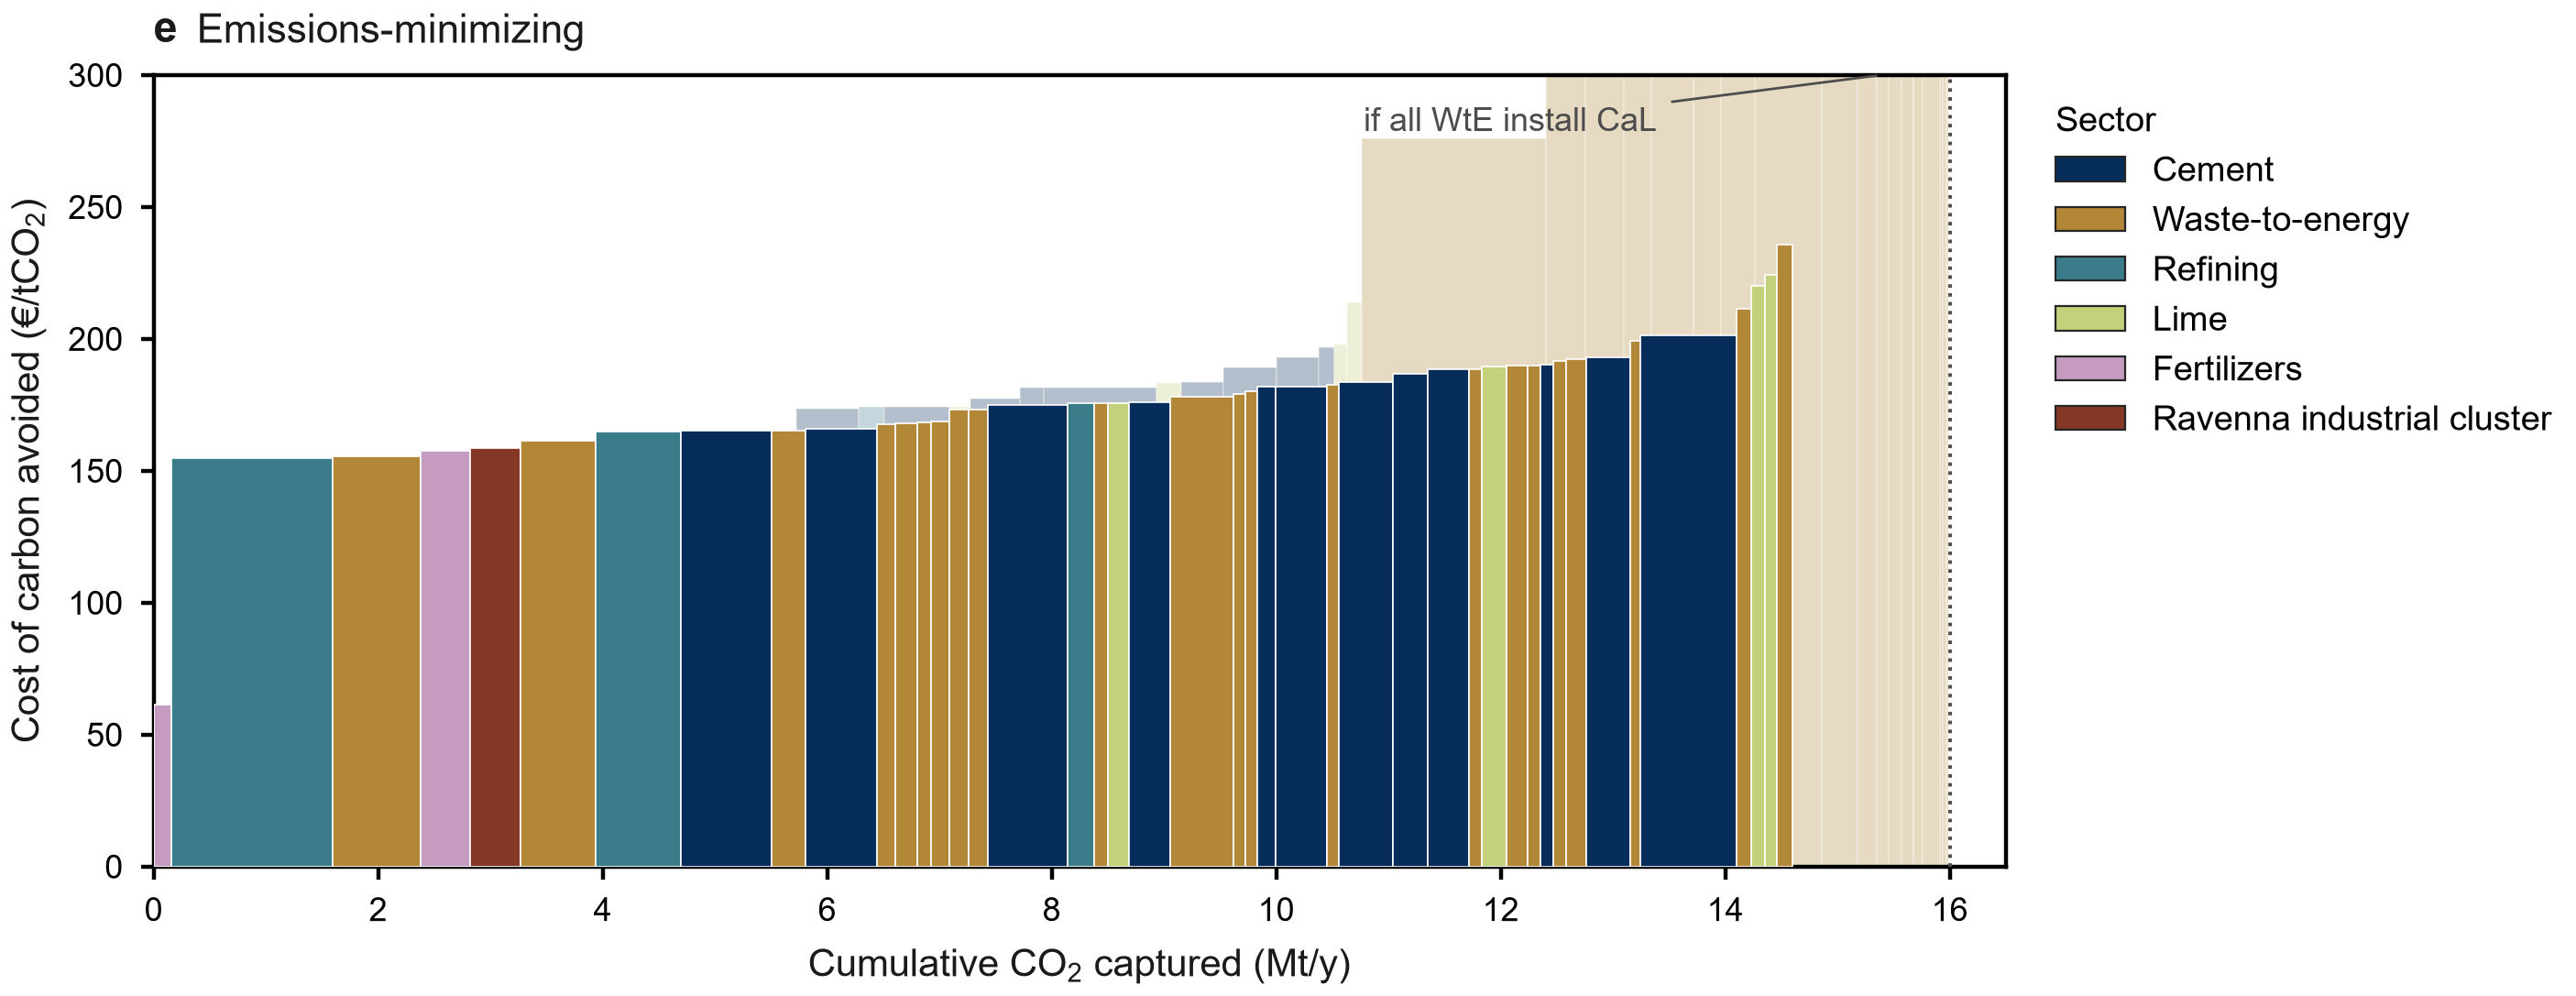 e Emissions-minimizing
300
250
200
150
100
50
0
Cost of carbon avoided (€/tCO₂)
if all WtE install CaL
0 2 4 6 8 10 12 14 16
Cumulative CO₂ captured (Mt/y)
Sector
Cement
Waste-to-energy
Refining
Lime
Fertilizers
Ravenna industrial cluster